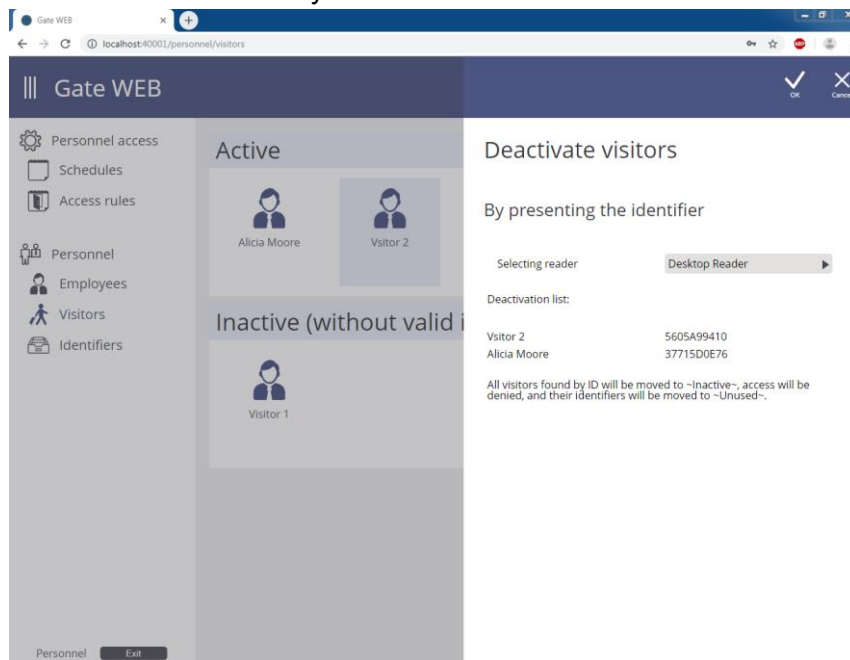 Gate WEB
localhost:40001/personnel/visitors
ABP
Gate WEB
OK
Cance
Personnel access
Schedules
Access rules
Personnel
Employees
Visitors
Identifiers
Active
Alicia Moore
Vsitor 2
Inactive (without valid i
Visitor 1
Deactivate visitors
By presenting the identifier
Selecting reader Desktop Reader
Deactivation list:
Vsitor 2 5605A99410
Alicia Moore 37715D0E76
All visitors found by ID will be moved to ~Inactive~, access will be
denied, and their identifiers will be moved to ~Unused~.
Personnel Exit